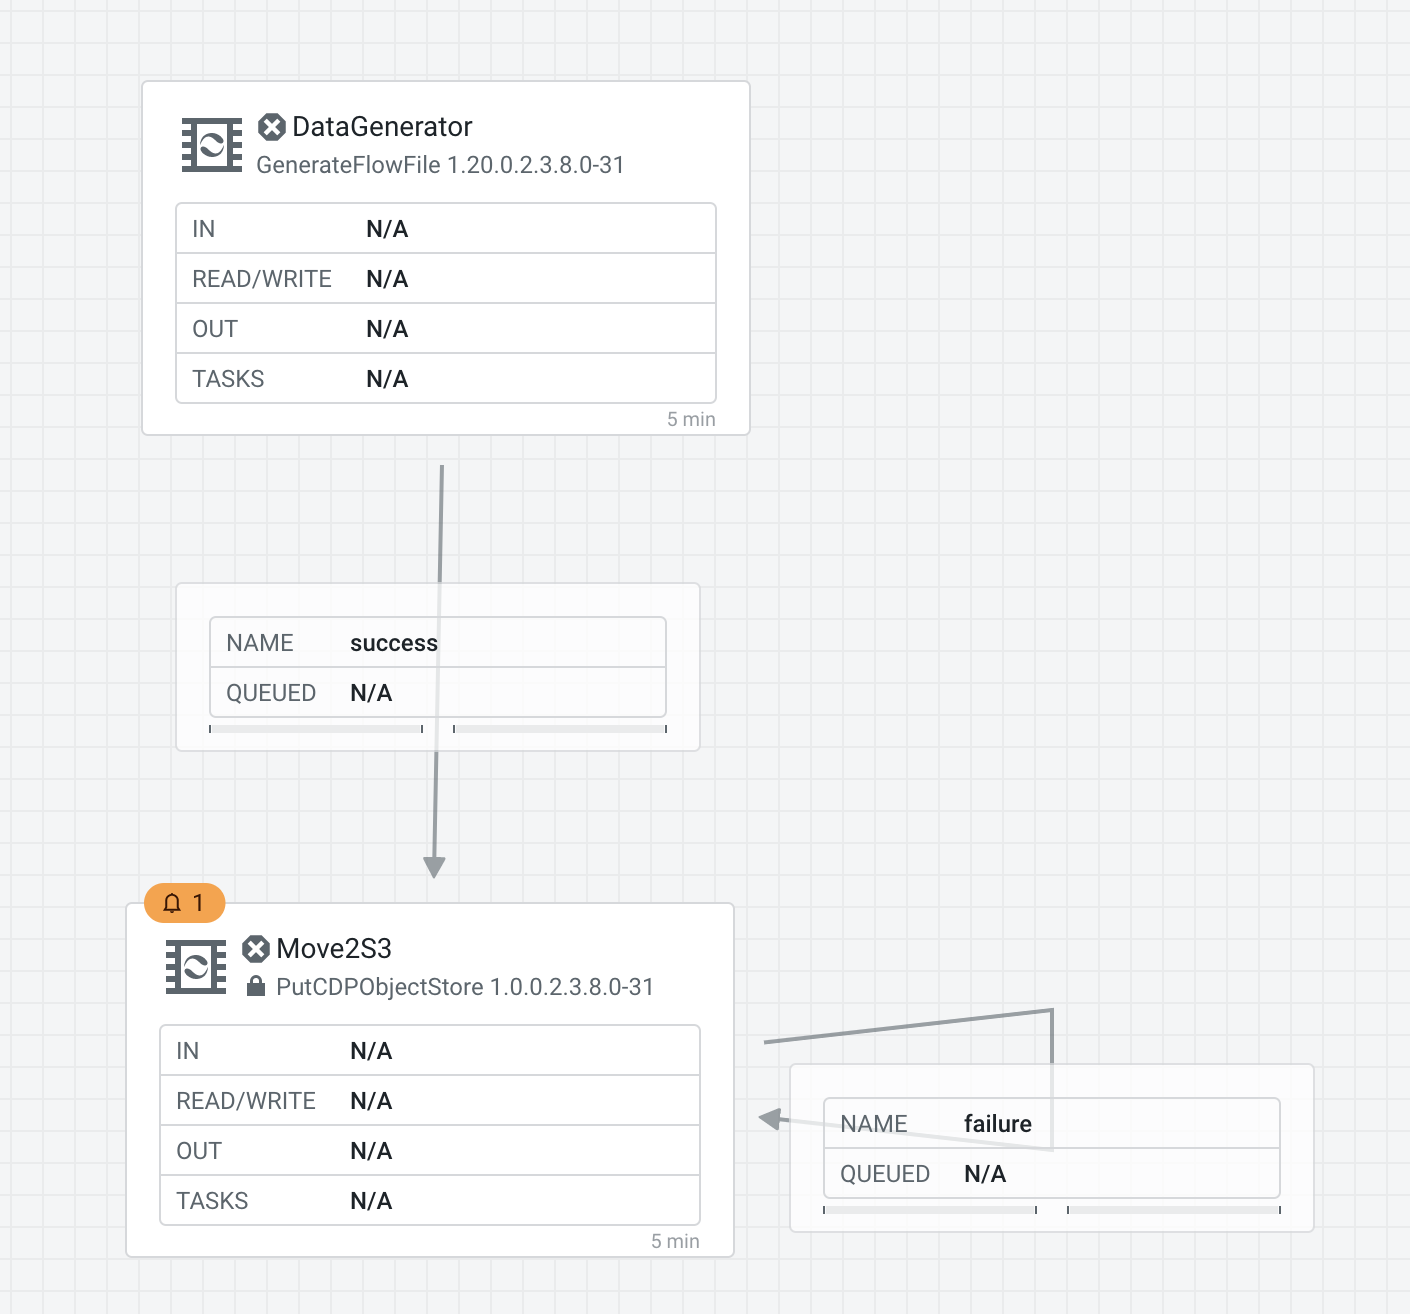 DataGenerator
GenerateFlowFile 1.20.0.2.3.8.0-31
IN N/A
READ/WRITE N/A
OUT N/A
TASKS N/A
5 min
NAME success
QUEUED N/A
1
Move2S3
PutCDPObjectStore 1.0.0.2.3.8.0-31
IN N/A
READ/WRITE N/A
OUT N/A
TASKS N/A
5 min
NAME failure
QUEUED N/A